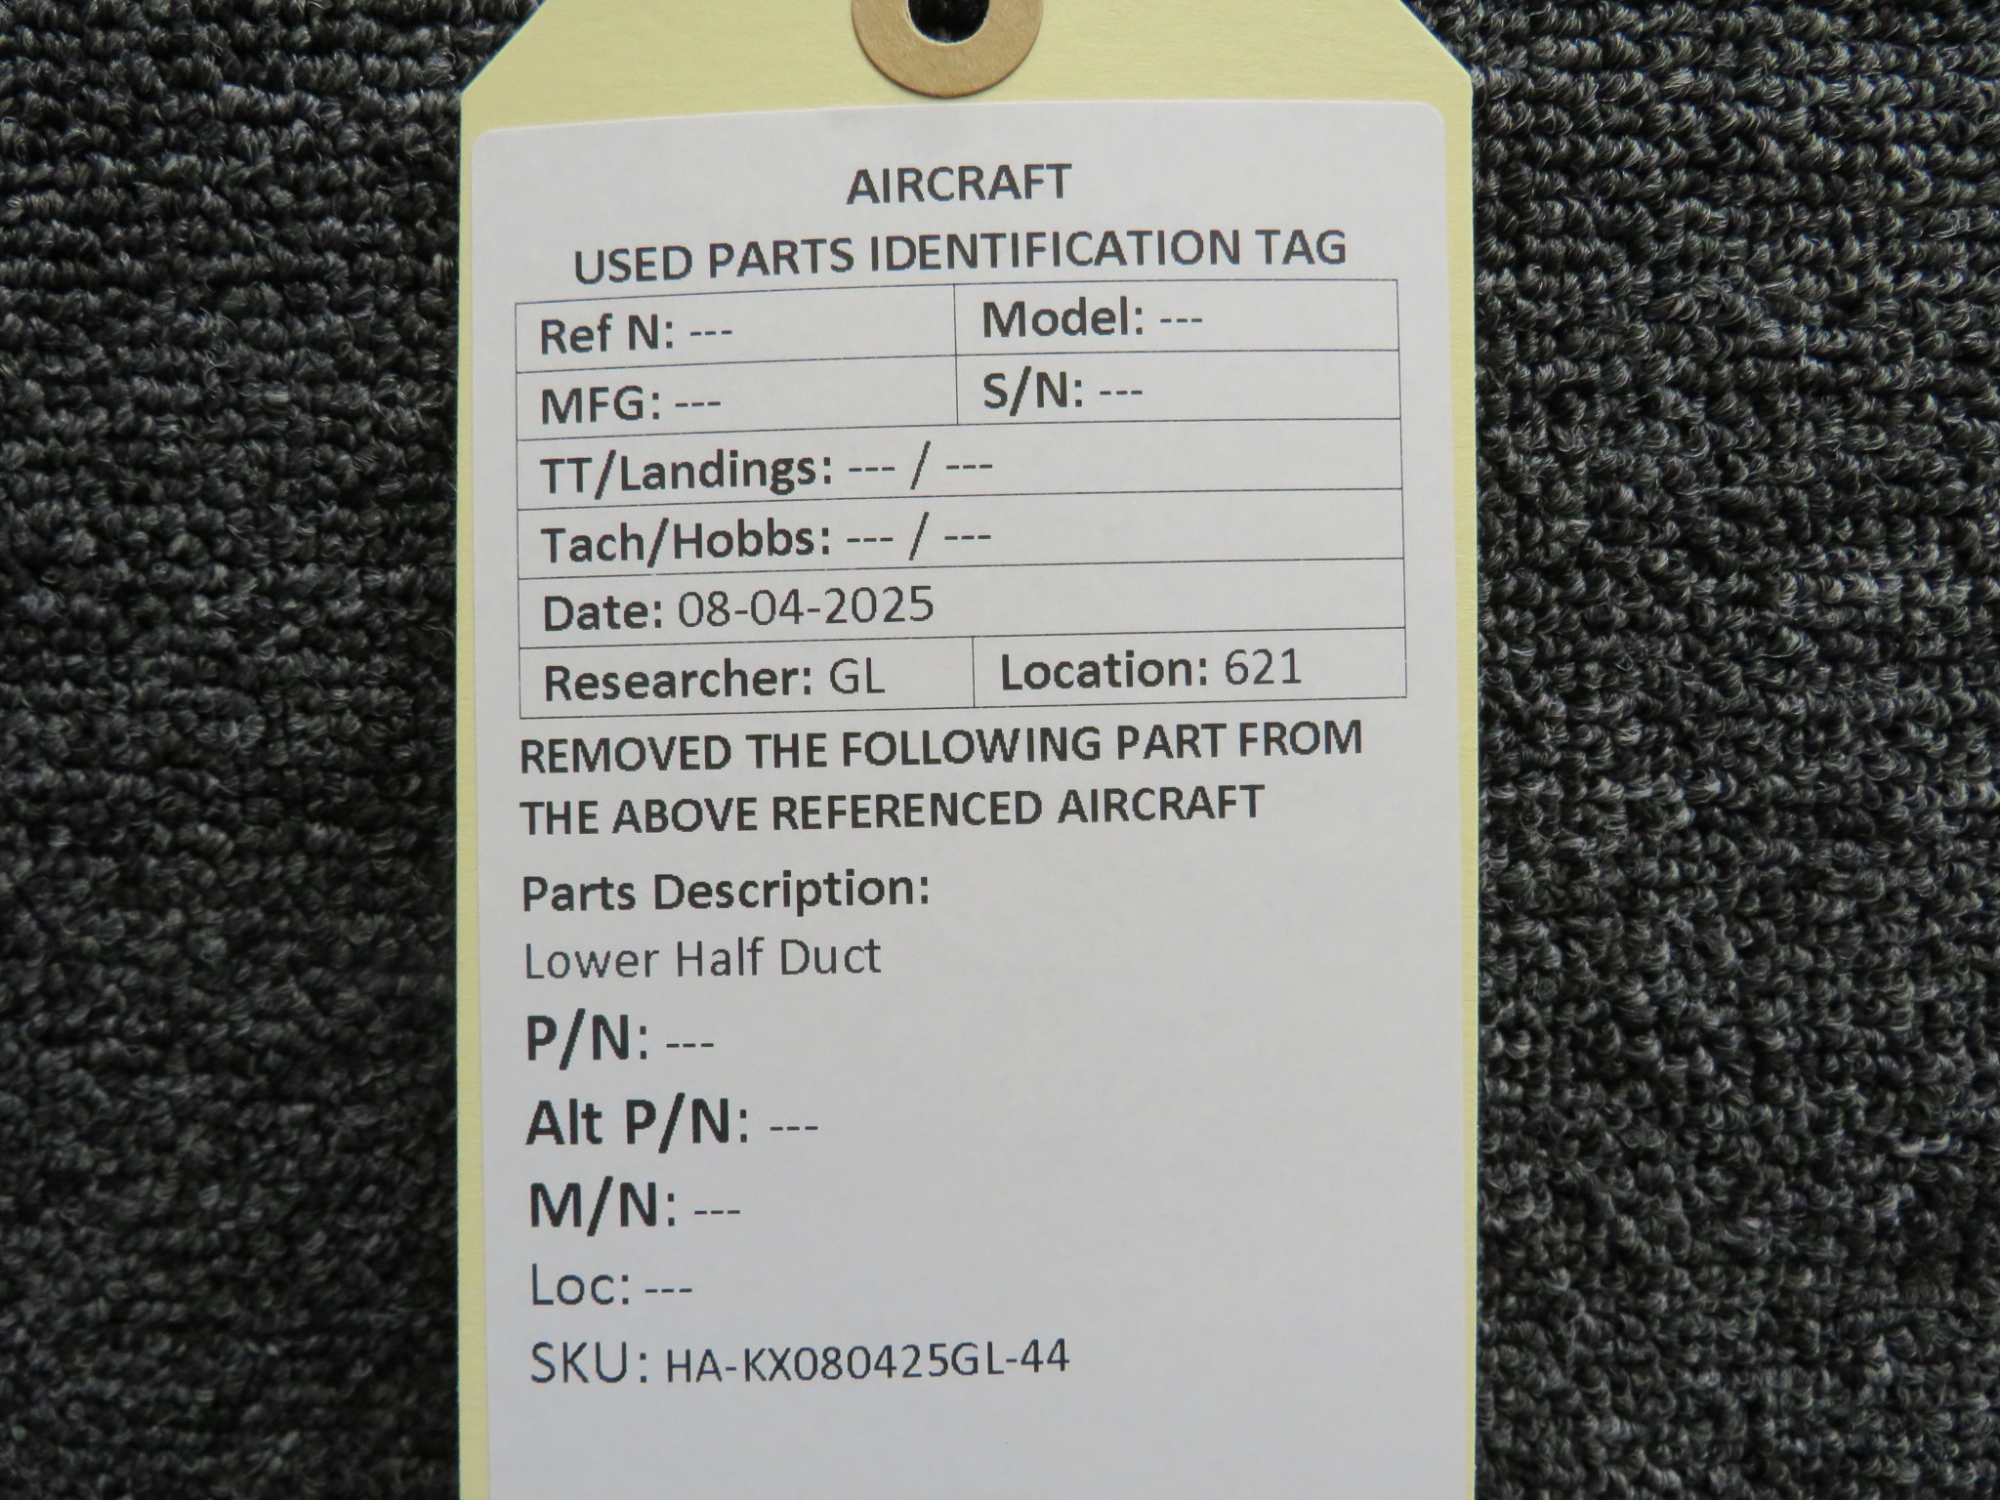 AIRCRAFT
USED PARTS IDENTIFICATION TAG
Ref N: --- Model: ---
MFG: --- S/N: ---
TT/Landings: --- / ---
Tach/Hobbs: --- / ---
Date: 08-04-2025
Researcher: GL Location: 621
REMOVED THE FOLLOWING PART FROM
THE ABOVE REFERENCED AIRCRAFT
Parts Description:
Lower Half Duct
P/N: ---
Alt P/N: ---
M/N: ---
Loc: ---
SKU: HA-KX080425GL-44